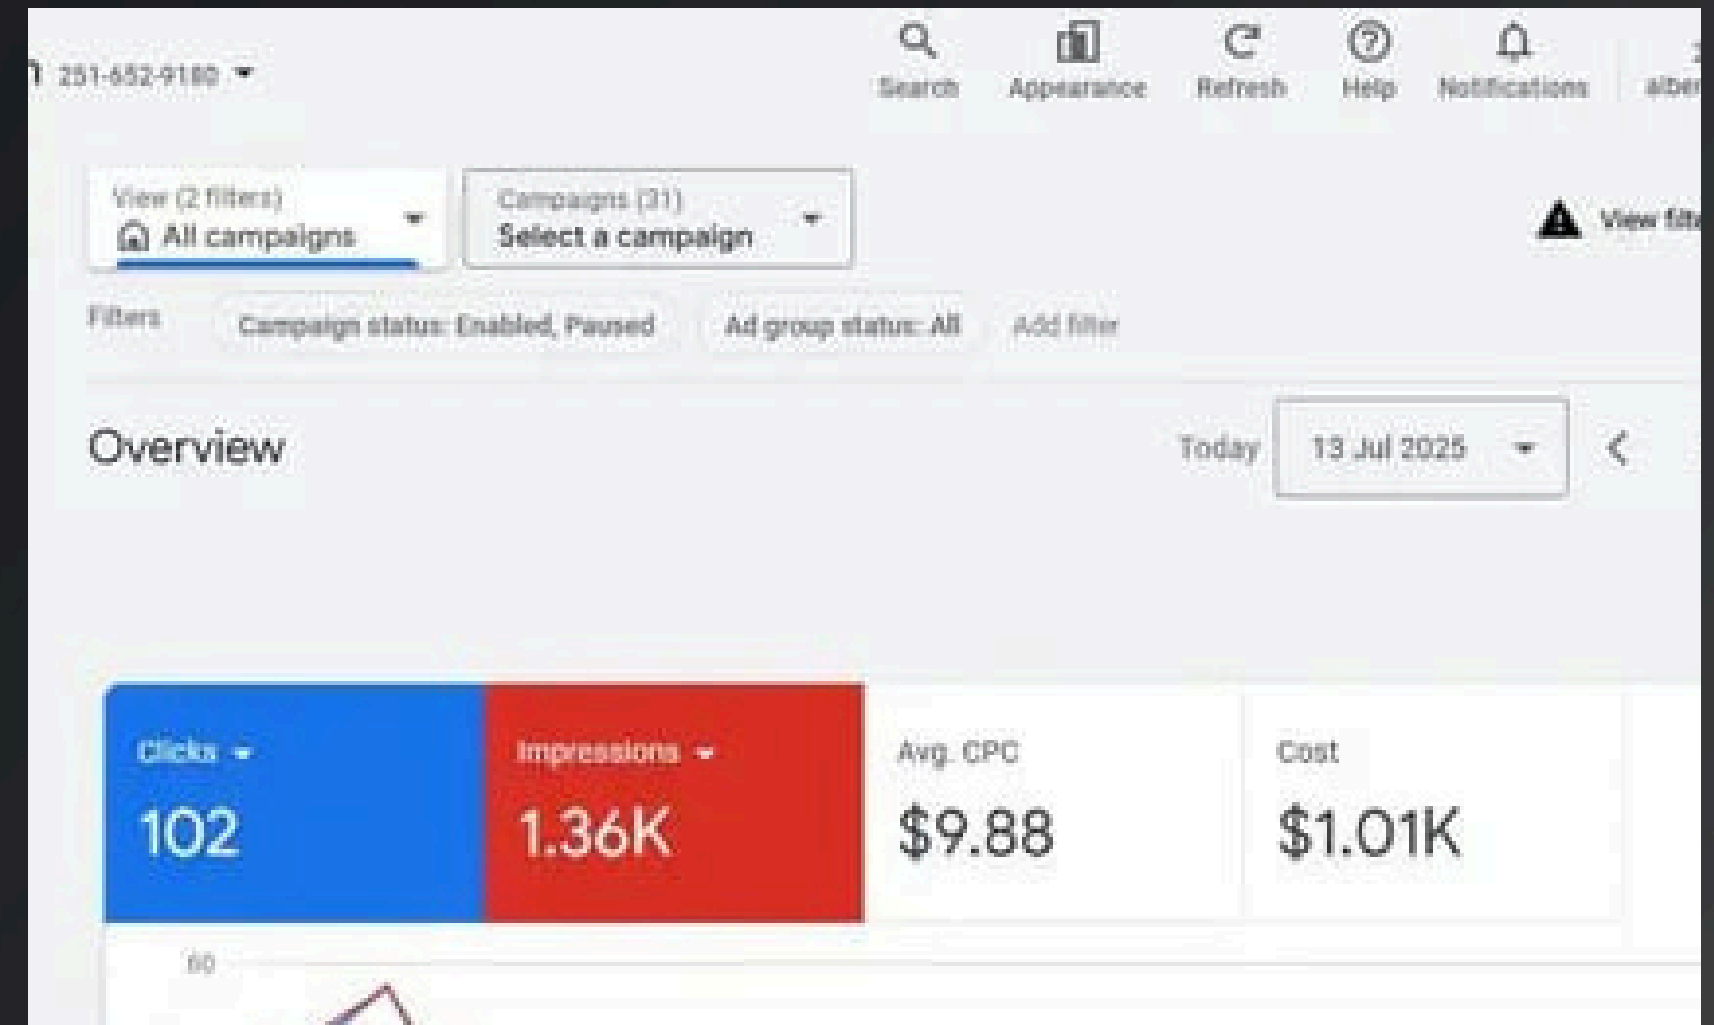 251-652-9180
Search
Appearance
Refresh
Help
Notifications
View (2 filters)
All campaigns
Campaigns (31)
Select a campaign
View
Filters
Campaign status: Enabled, Paused
Ad group status: All
Add filter
Overview
Today
13 Jul 2025
Clicks
102
Impressions
1.36K
Avg. CPC
$9.88
Cost
$1.01K
60